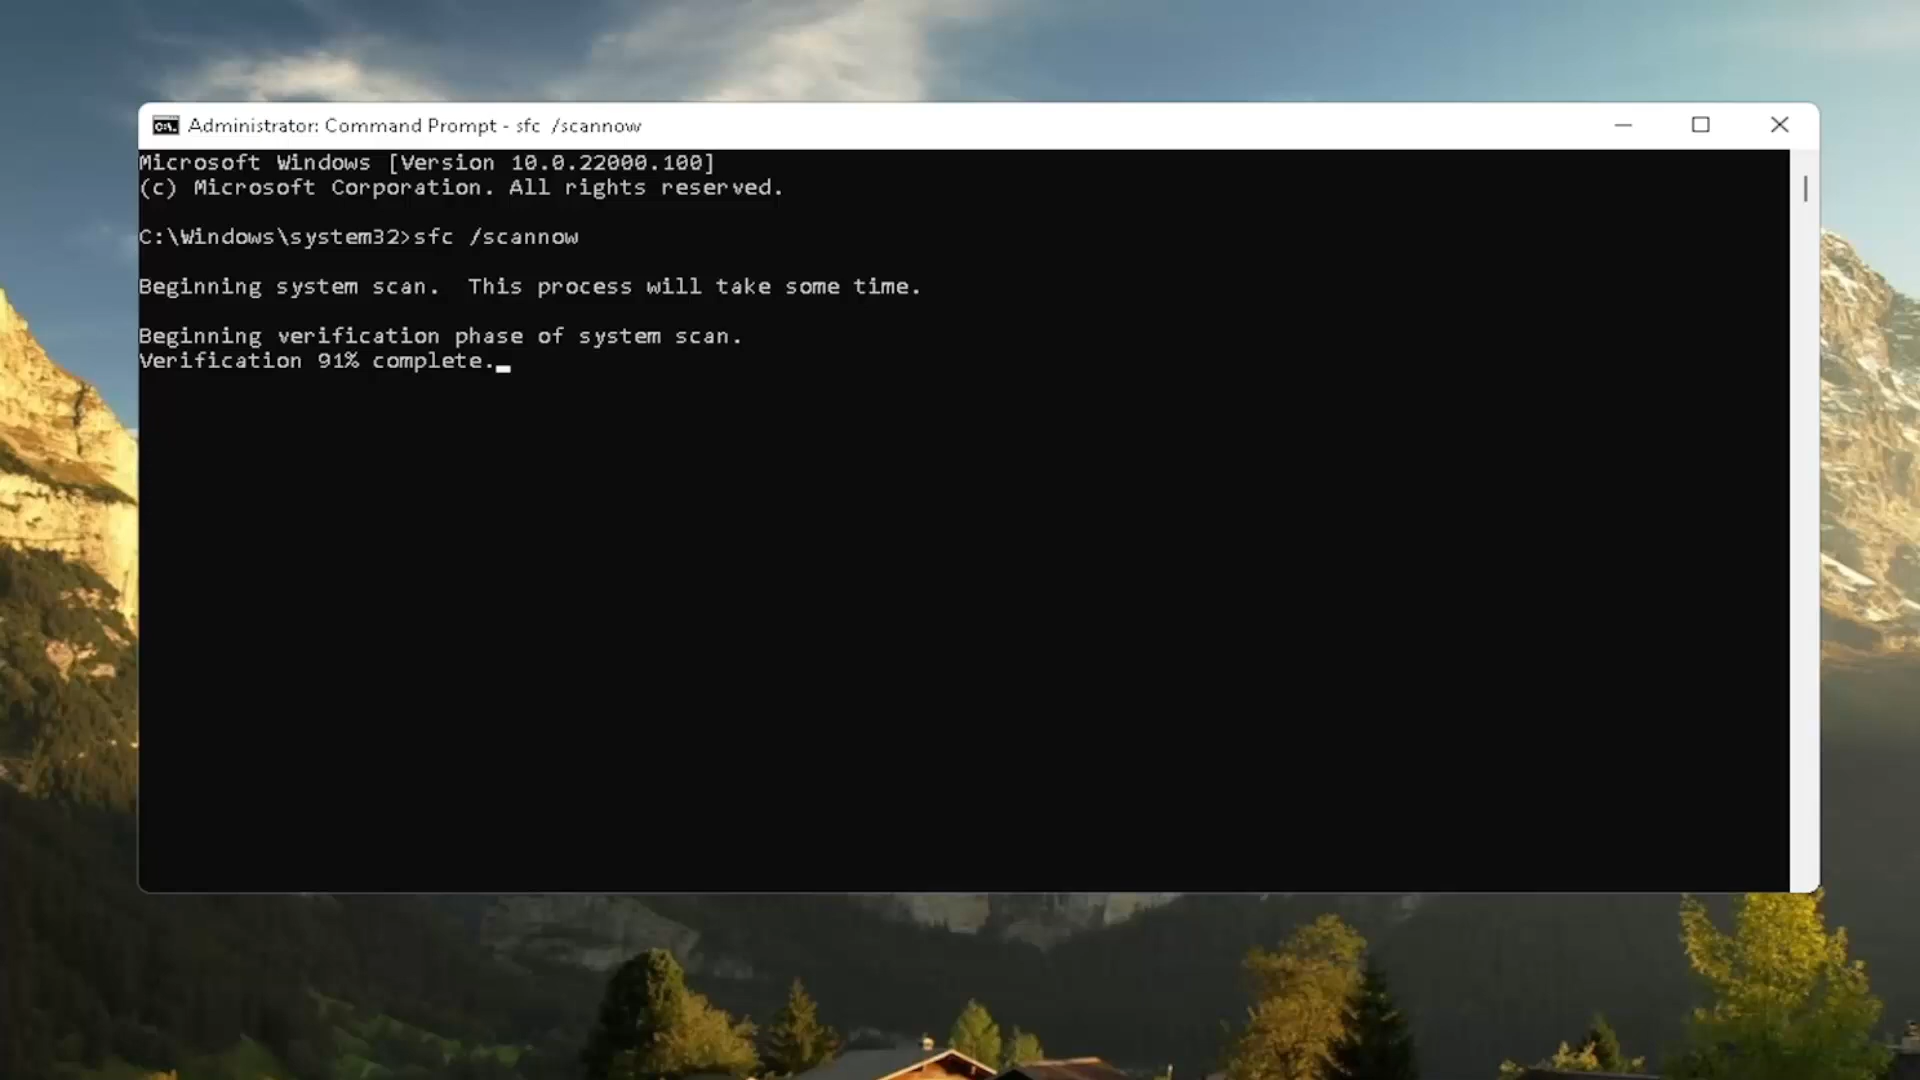 Administrator: Command Prompt - sfc  /scannow
Microsoft Windows [Version 10.0.22000.100]
(c) Microsoft Corporation. All rights reserved.
C:\Windows\system32>sfc /scannow
Beginning system scan.  This process will take some time.
Beginning verification phase of system scan.
Verification 91% complete.